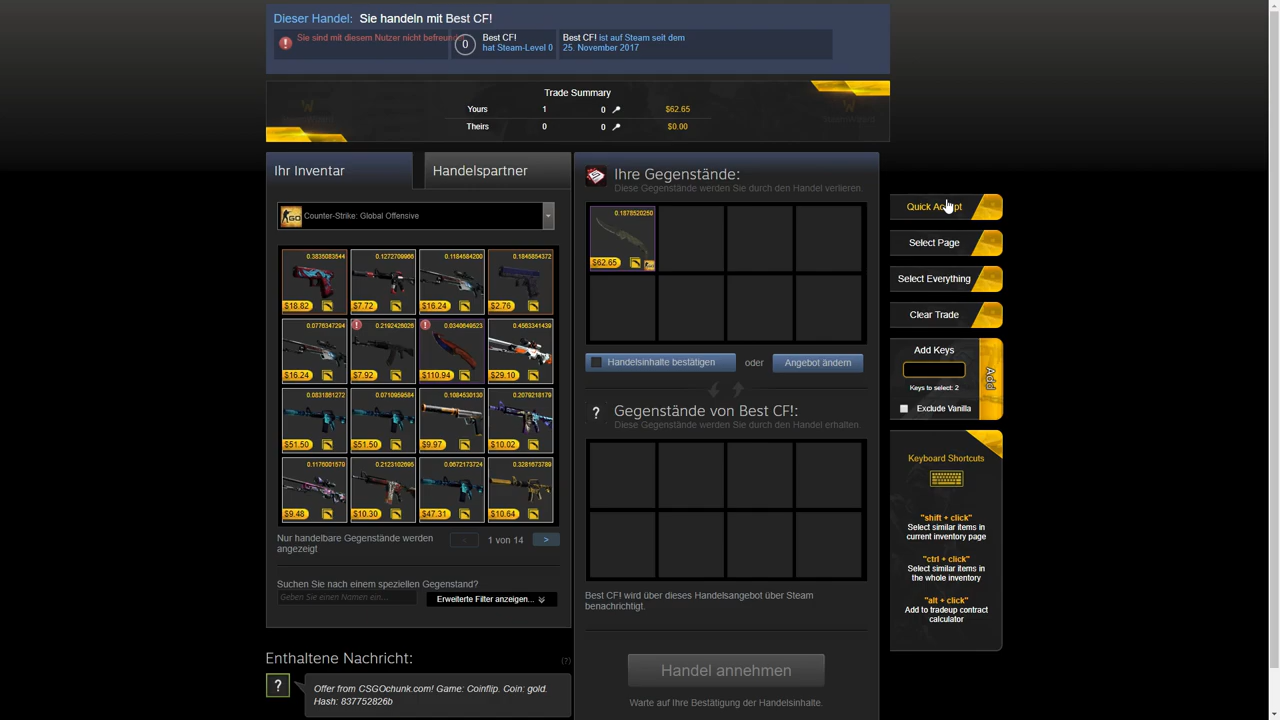 Dieser Handel: Sie handeln mit Best CF!
Sie sind mit diesem Nutzer nicht befreundet
0
Best CF!
hat Steam-Level 0
Best CF! ist auf Steam seit dem
25. November 2017
Trade Summary
Yours 1 0 $62.65
Theirs 0 0 $0.00
Ihr Inventar
Handelspartner
Counter-Strike: Global Offensive
0.3835083544 0.1272709966 0.1184584200 0.1845854372
$18.82 $7.72 $16.24 $2.76
0.0776347294 0.2192426026 0.0340649523 0.4563341439
$16.24 $7.92 $110.94 $29.10
0.0831861272 0.0710959584 0.1084530130 0.2079218179
$51.50 $51.50 $9.97 $10.02
0.1176001579 0.2123102695 0.0672173724 0.3281673789
$9.48 $10.30 $47.31 $10.64
Nur handelbare Gegenstände werden
angezeigt
< 1 von 14 >
Suchen Sie nach einem speziellen Gegenstand?
Geben Sie einen Namen ein...
Erweiterte Filter anzeigen...
Enthaltene Nachricht:
(?)
?
Offer from CSGOchunk.com! Game: Coinflip. Coin: gold.
Hash: 837752826b
Ihre Gegenstände:
Diese Gegenstände werden Sie durch den Handel verlieren.
0.1878520250
$62.65
Handelsinhalte bestätigen
oder
Angebot ändern
?
Gegenstände von Best CF!:
Diese Gegenstände werden Sie durch den Handel erhalten.
Best CF! wird über dieses Handelsangebot über Steam
benachrichtigt.
Handel annehmen
Warte auf Ihre Bestätigung der Handelsinhalte.
Quick Accept
Select Page
Select Everything
Clear Trade
Add Keys
Keys to select: 2
Exclude Vanilla
Add
Keyboard Shortcuts
"shift + click"
Select similar items in
current inventory page
"ctrl + click"
Select similar items in
the whole inventory
"alt + click"
Add to tradeup contract
calculator